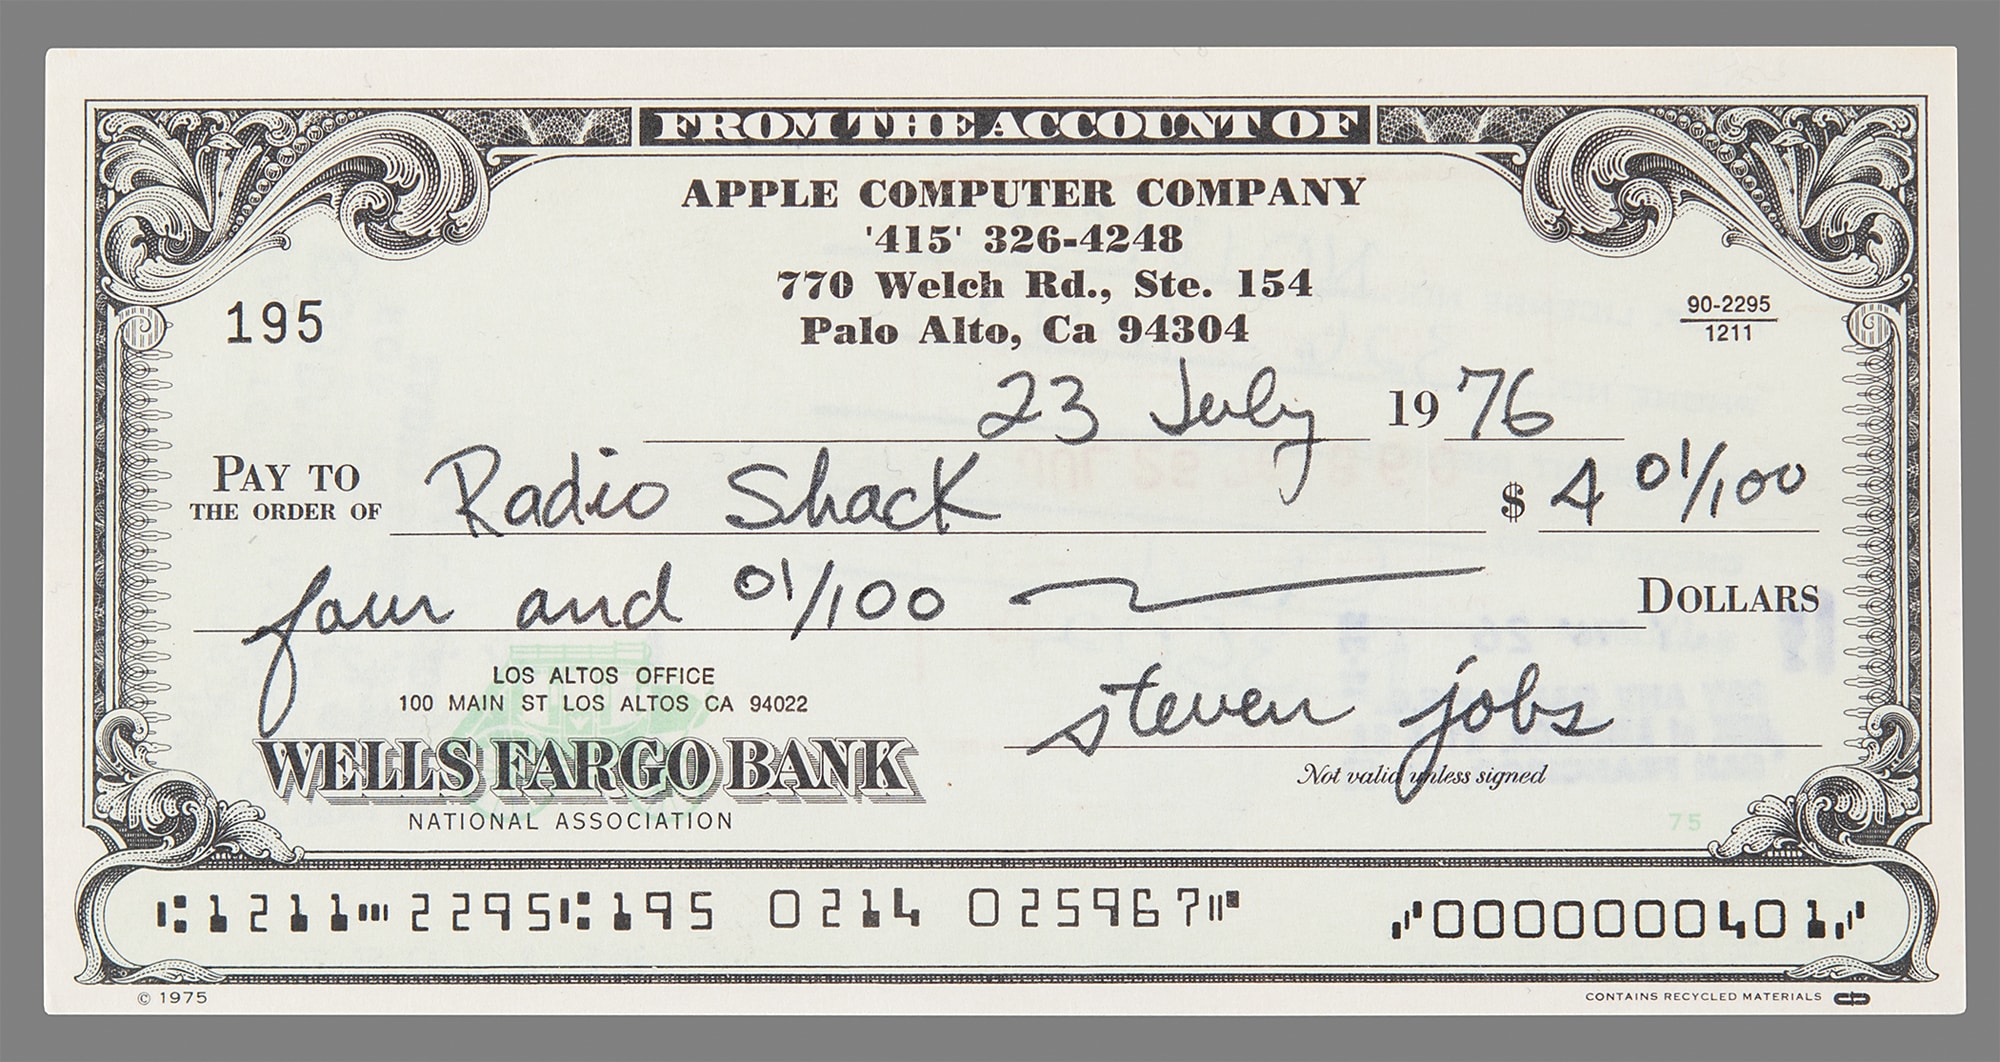 FROM THE ACCOUNT OF
APPLE COMPUTER COMPANY
'415' 326-4248
770 Welch Rd., Ste. 154
Palo Alto, Ca 94304
195
90-2295
1211
23 July 1976
PAY TO
THE ORDER OF Radio Shack $ 4 01/100
four and 01/100 DOLLARS
LOS ALTOS OFFICE
100 MAIN ST LOS ALTOS CA 94022
WELLS FARGO BANK
NATIONAL ASSOCIATION
steven jobs
Not valid unless signed
75
⑆1211⑉2295⑆195 0214 025967⑈ ⑇0000000401⑇
© 1975
CONTAINS RECYCLED MATERIALS